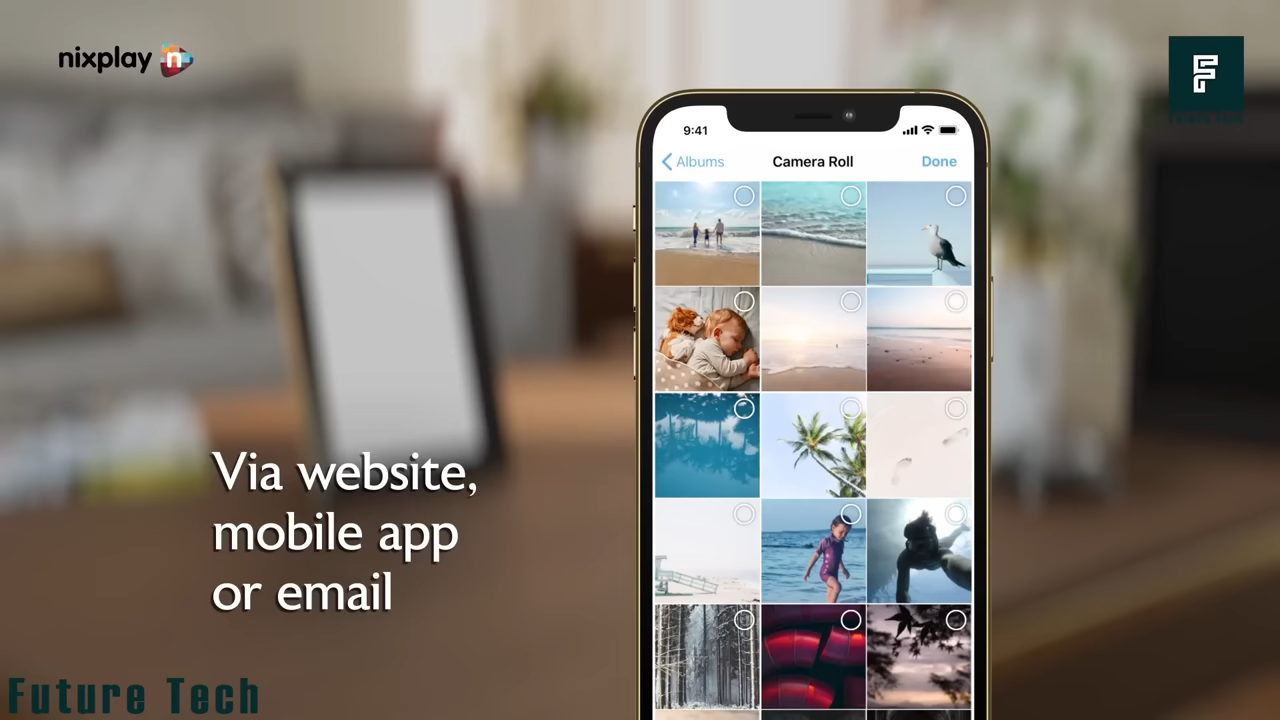 nixplay n
F
9:41
Albums Camera Roll Done
Via website,
mobile app
or email
Future Tech